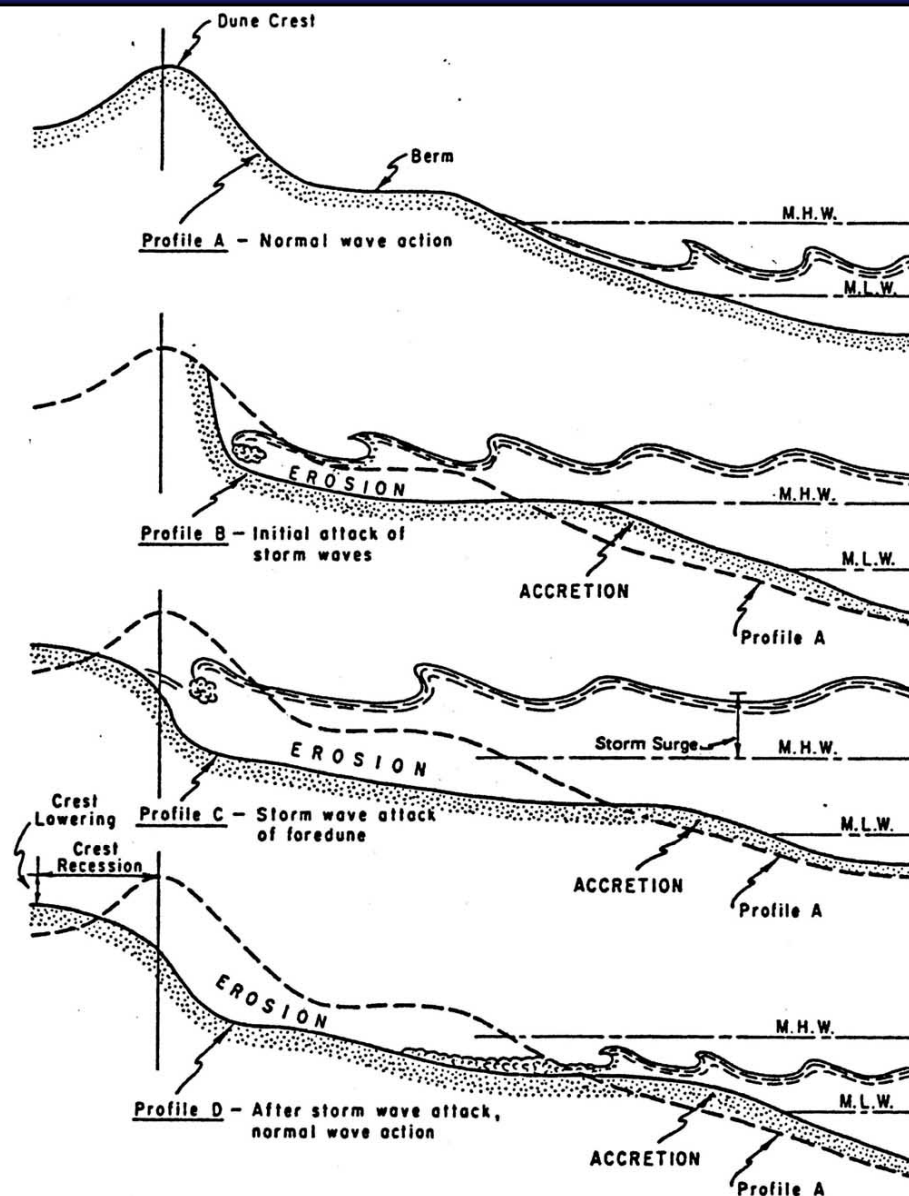 Dune Crest
Berm
M.H.W.
Profile A – Normal wave action
M.L.W.
EROSION
M.H.W.
Profile B – Initial attack of
storm waves
M.L.W.
ACCRETION
Profile A
EROSION
Storm Surge
M.H.W.
Crest
Lowering
Profile C – Storm wave attack
of foredune
M.L.W.
Crest
Recession
ACCRETION
Profile A
EROSION
M.H.W.
Profile D – After storm wave attack,
normal wave action
M.L.W.
ACCRETION
Profile A